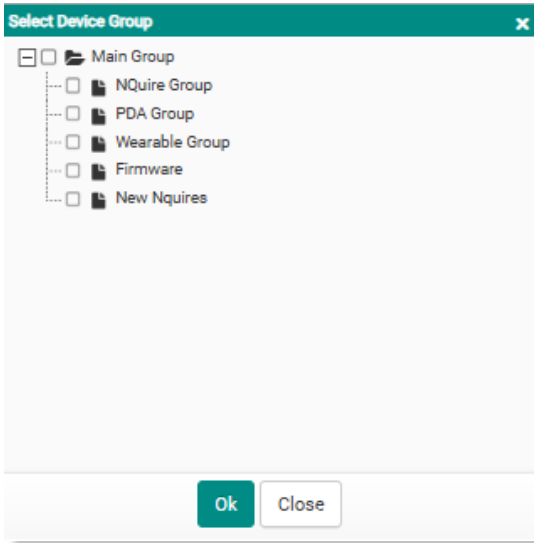 Select Device Group
Main Group
NQuire Group
PDA Group
Wearable Group
Firmware
New Nquires
Ok Close